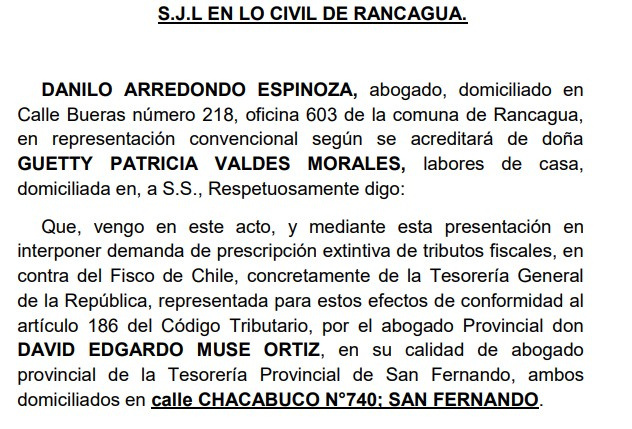 S.J.L EN LO CIVIL DE RANCAGUA.
DANILO ARREDONDO ESPINOZA, abogado, domiciliado en
Calle Bueras número 218, oficina 603 de la comuna de Rancagua,
en representación convencional según se acreditará de doña
GUETTY PATRICIA VALDES MORALES, labores de casa,
domiciliada en, a S.S., Respetuosamente digo:
Que, vengo en este acto, y mediante esta presentación en
interponer demanda de prescripción extintiva de tributos fiscales, en
contra del Fisco de Chile, concretamente de la Tesorería General
de la República, representada para estos efectos de conformidad al
artículo 186 del Código Tributario, por el abogado Provincial don
DAVID EDGARDO MUSE ORTIZ, en su calidad de abogado
provincial de la Tesorería Provincial de San Fernando, ambos
domiciliados en calle CHACABUCO N°740; SAN FERNANDO.